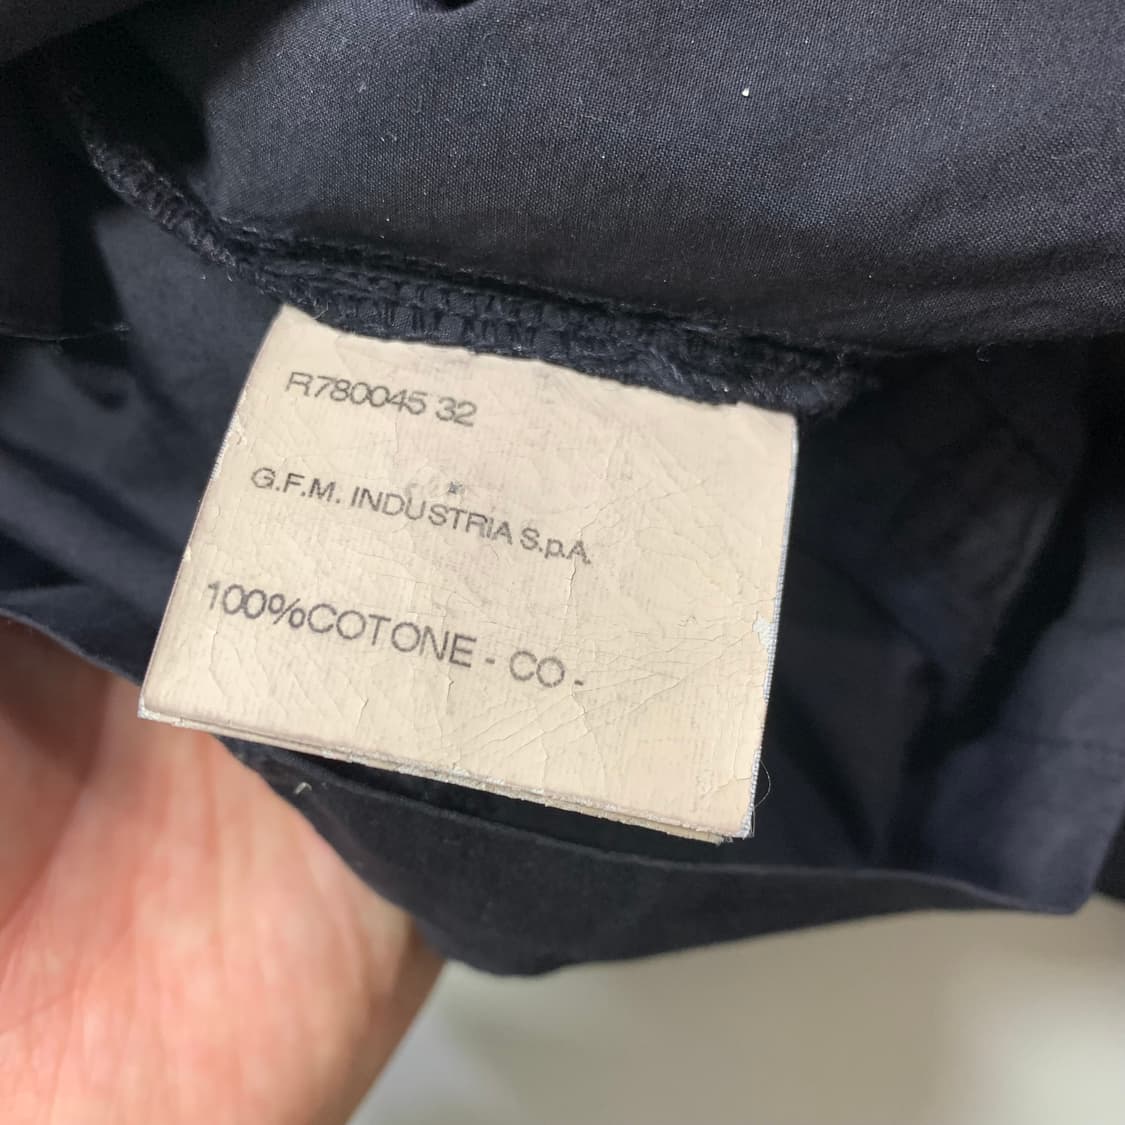 R780045 32
G.F.M. INDUSTRIA S.p.A.
100%COTONE - CO -